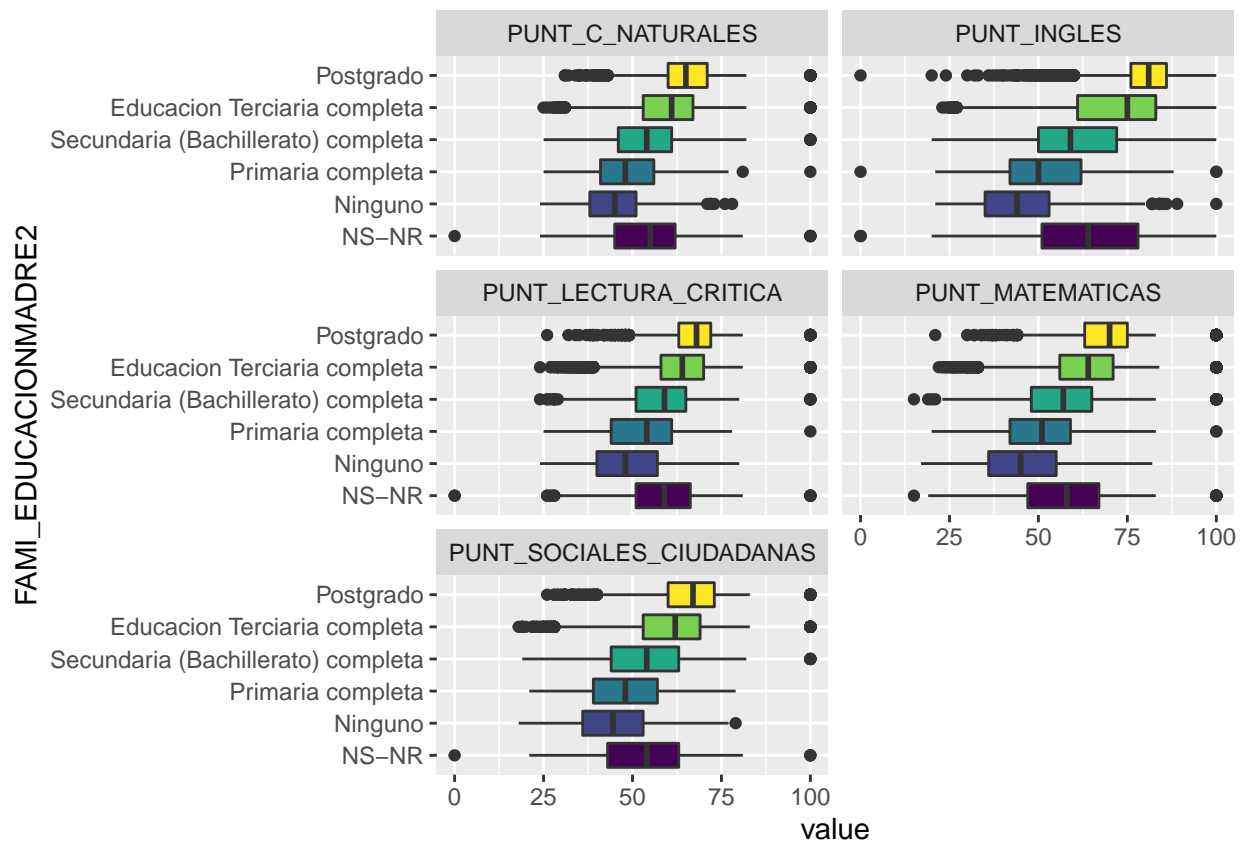 PUNT_C_NATURALES
PUNT_INGLES
Postgrado
Educacion Terciaria completa
Secundaria (Bachillerato) completa
Primaria completa
Ninguno
NS−NR
PUNT_LECTURA_CRITICA
PUNT_MATEMATICAS
Postgrado
Educacion Terciaria completa
Secundaria (Bachillerato) completa
Primaria completa
Ninguno
NS−NR
0 25 50 75 100
PUNT_SOCIALES_CIUDADANAS
Postgrado
Educacion Terciaria completa
Secundaria (Bachillerato) completa
Primaria completa
Ninguno
NS−NR
0 25 50 75 100
value
FAMI_EDUCACIONMADRE2